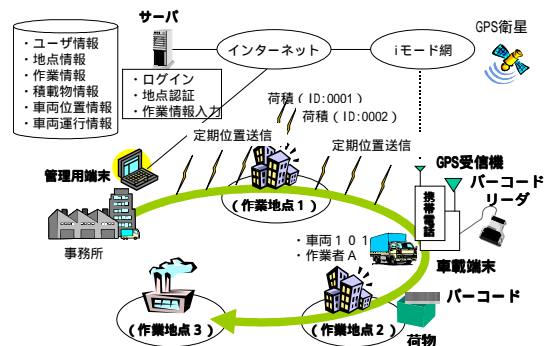 サーバ
GPS衛星
・ユーザ情報
・地点情報
・作業情報
・積載物情報
・車両位置情報
・車両運行情報
インターネット
iモード網
・ログイン
・地点認証
・作業情報入力
荷積(ID:0001)
荷積(ID:0002)
定期位置送信
定期位置送信
管理用端末
GPS受信機
バーコード
リーダ
携帯電話
(作業地点1)
事務所
・車両101
・作業者A
車載端末
バーコード
(作業地点3)
(作業地点2)
荷物